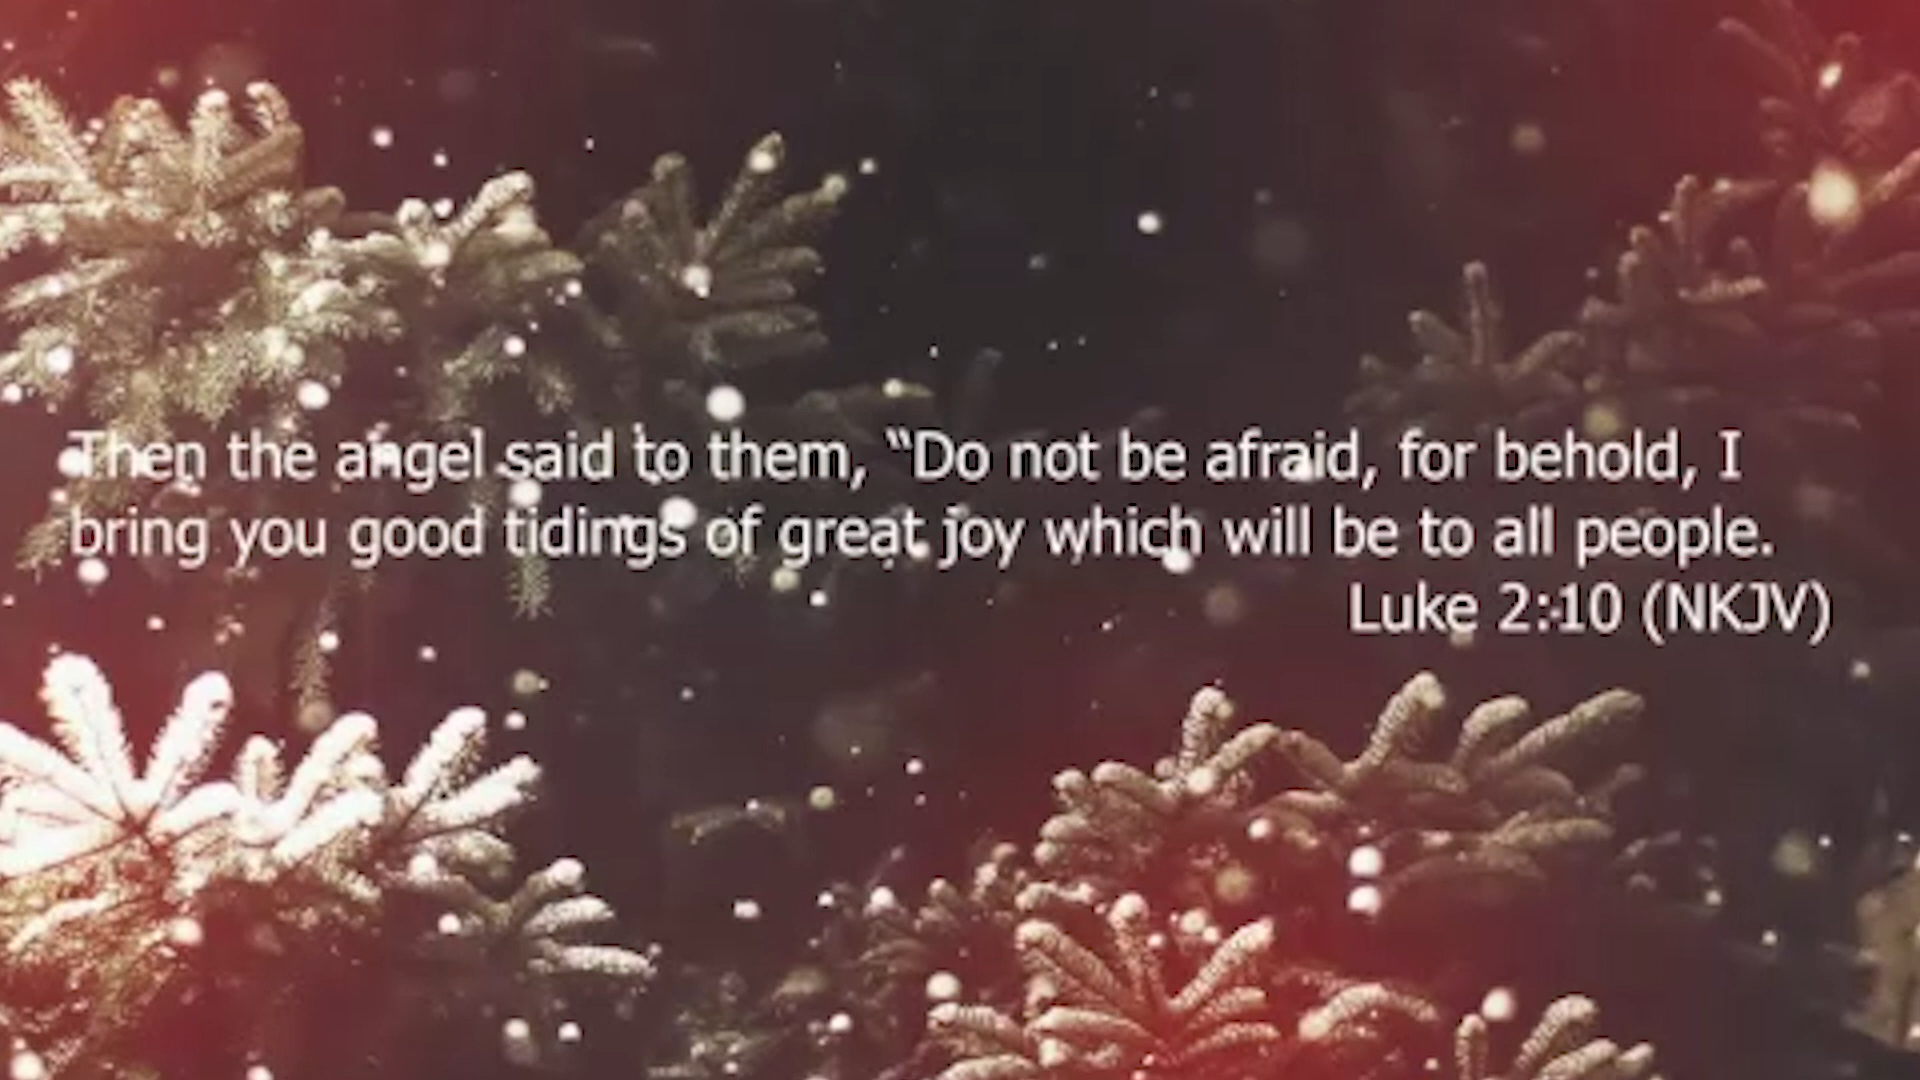 Then the angel said to them, “Do not be afraid, for behold, I
bring you good tidings of great joy which will be to all people.
Luke 2:10 (NKJV)